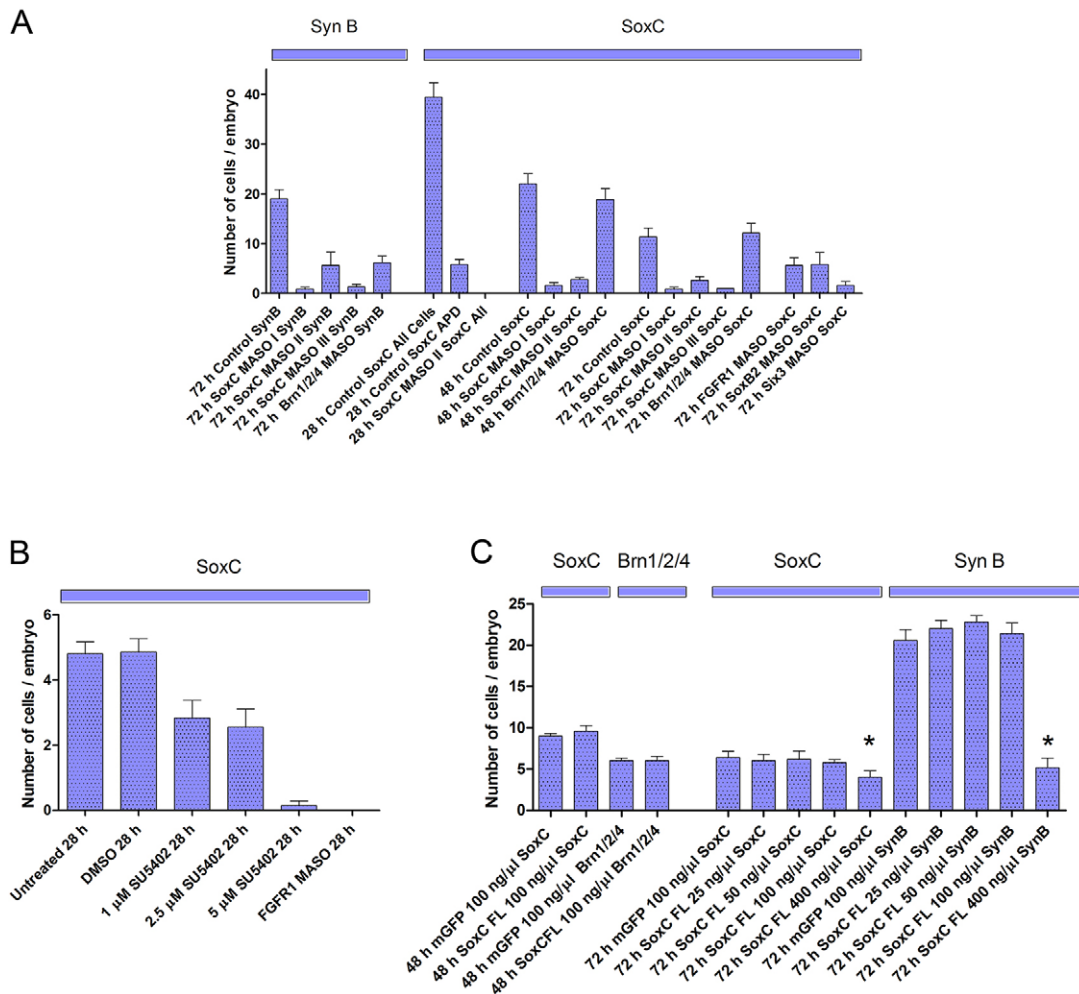 A
Syn B
SoxC
Number of cells / embryo
40
30
20
10
0
72 h Control SynB
72 h SoxC MASO I SynB
72 h SoxC MASO II SynB
72 h SoxC MASO III SynB
72 h Brn1/2/4 MASO SynB
28 h Control SoxC All Cells
28 h Control SoxC APD
28 h SoxC MASO II SoxC All
48 h Control SoxC
48 h SoxC MASO I SoxC
48 h SoxC MASO II SoxC
48 h Brn1/2/4 MASO SoxC
72 h Control SoxC
72 h SoxC MASO I SoxC
72 h SoxC MASO II SoxC
72 h SoxC MASO III SoxC
72 h Brn1/2/4 MASO SoxC
72 h FGFR1 MASO SoxC
72 h SoxB2 MASO SoxC
72 h Six3 MASO SoxC
B
SoxC
Number of cells / embryo
6
4
2
0
Untreated 28 h
DMSO 28 h
1 µM SU5402 28 h
2.5 µM SU5402 28 h
5 µM SU5402 28 h
FGFR1 MASO 28 h
C
SoxC
Brn1/2/4
SoxC
Syn B
Number of cells / embryo
25
20
15
10
5
0
*
*
48 h mGFP 100 ng/µl SoxC
48 h SoxC FL 100 ng/µl SoxC
48 h mGFP 100 ng/µl Brn1/2/4
48 h SoxCFL 100 ng/µl Brn1/2/4
72 h mGFP 100 ng/µl SoxC
72 h SoxC FL 25 ng/µl SoxC
72 h SoxC FL 50 ng/µl SoxC
72 h SoxC FL 100 ng/µl SoxC
72 h SoxC FL 400 ng/µl SoxC
72 h mGFP 100 ng/µl SynB
72 h SoxC FL 25 ng/µl SynB
72 h SoxC FL 50 ng/µl SynB
72 h SoxC FL 100 ng/µl SynB
72 h SoxC FL 400 ng/µl SynB